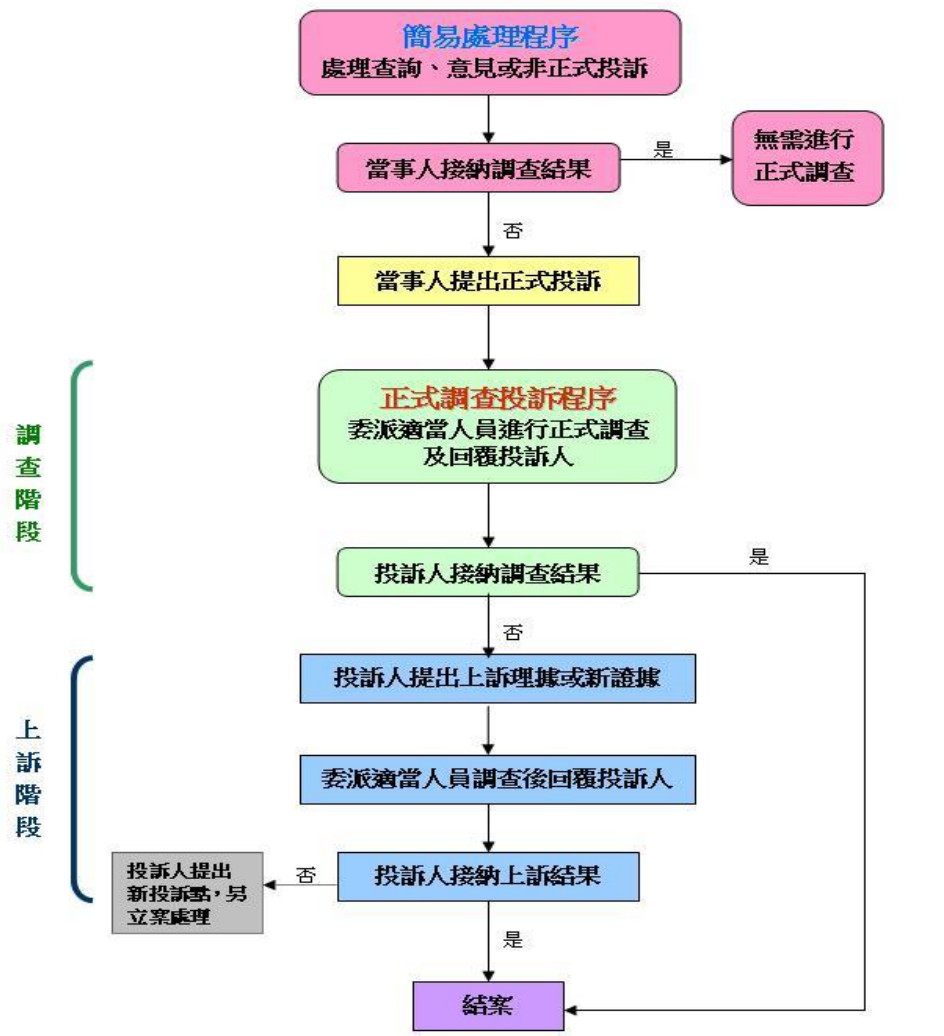 簡易處理程序
處理查詢、意見或非正式投訴
當事人接納調查結果
是
無需進行
正式調查
否
當事人提出正式投訴
調查階段
正式調查投訴程序
委派適當人員進行正式調查
及回覆投訴人
投訴人接納調查結果
是
否
上訴階段
投訴人提出上訴理據或新證據
委派適當人員調查後回覆投訴人
投訴人接納上訴結果
否
投訴人提出
新投訴點，另
立案處理
是
結案